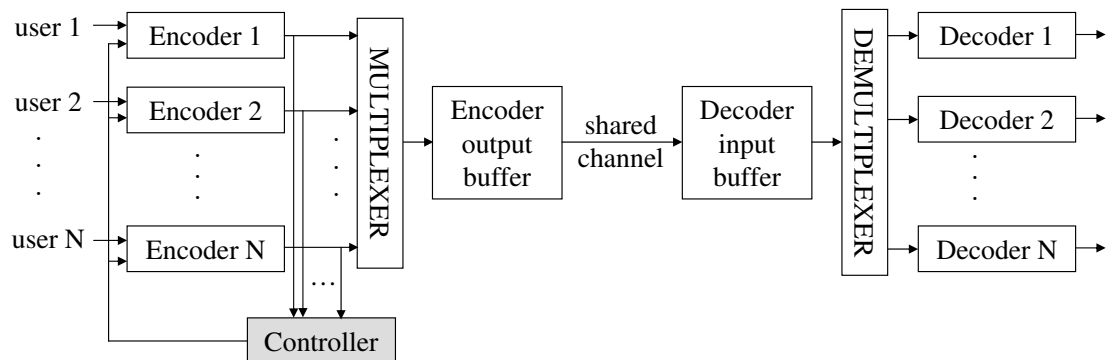 user 1
Encoder 1
user 2
Encoder 2
user N
Encoder N
Controller
MULTIPLEXER
Encoder
output
buffer
shared
channel
Decoder
input
buffer
DEMULTIPLEXER
Decoder 1
Decoder 2
Decoder N